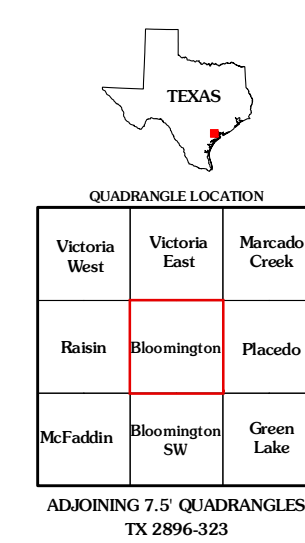 TEXAS
QUADRANGLE LOCATION
Victoria West
Victoria East
Marcado Creek
Raisin
Bloomington
Placedo
McFaddin
Bloomington SW
Green Lake
ADJOINING 7.5' QUADRANGLES
TX 2896-323